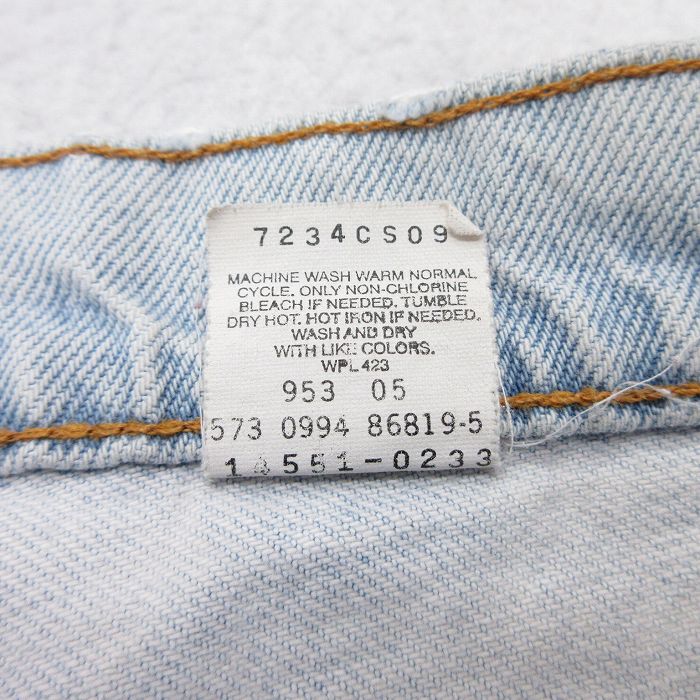 7234CS09
MACHINE WASH WARM NORMAL
CYCLE. ONLY NON-CHLORINE
BLEACH IF NEEDED. TUMBLE
DRY HOT. HOT IRON IF NEEDED.
WASH AND DRY
WITH LIKE COLORS.
WPL 423
953 05
573 0994 86819-5
14551-0233